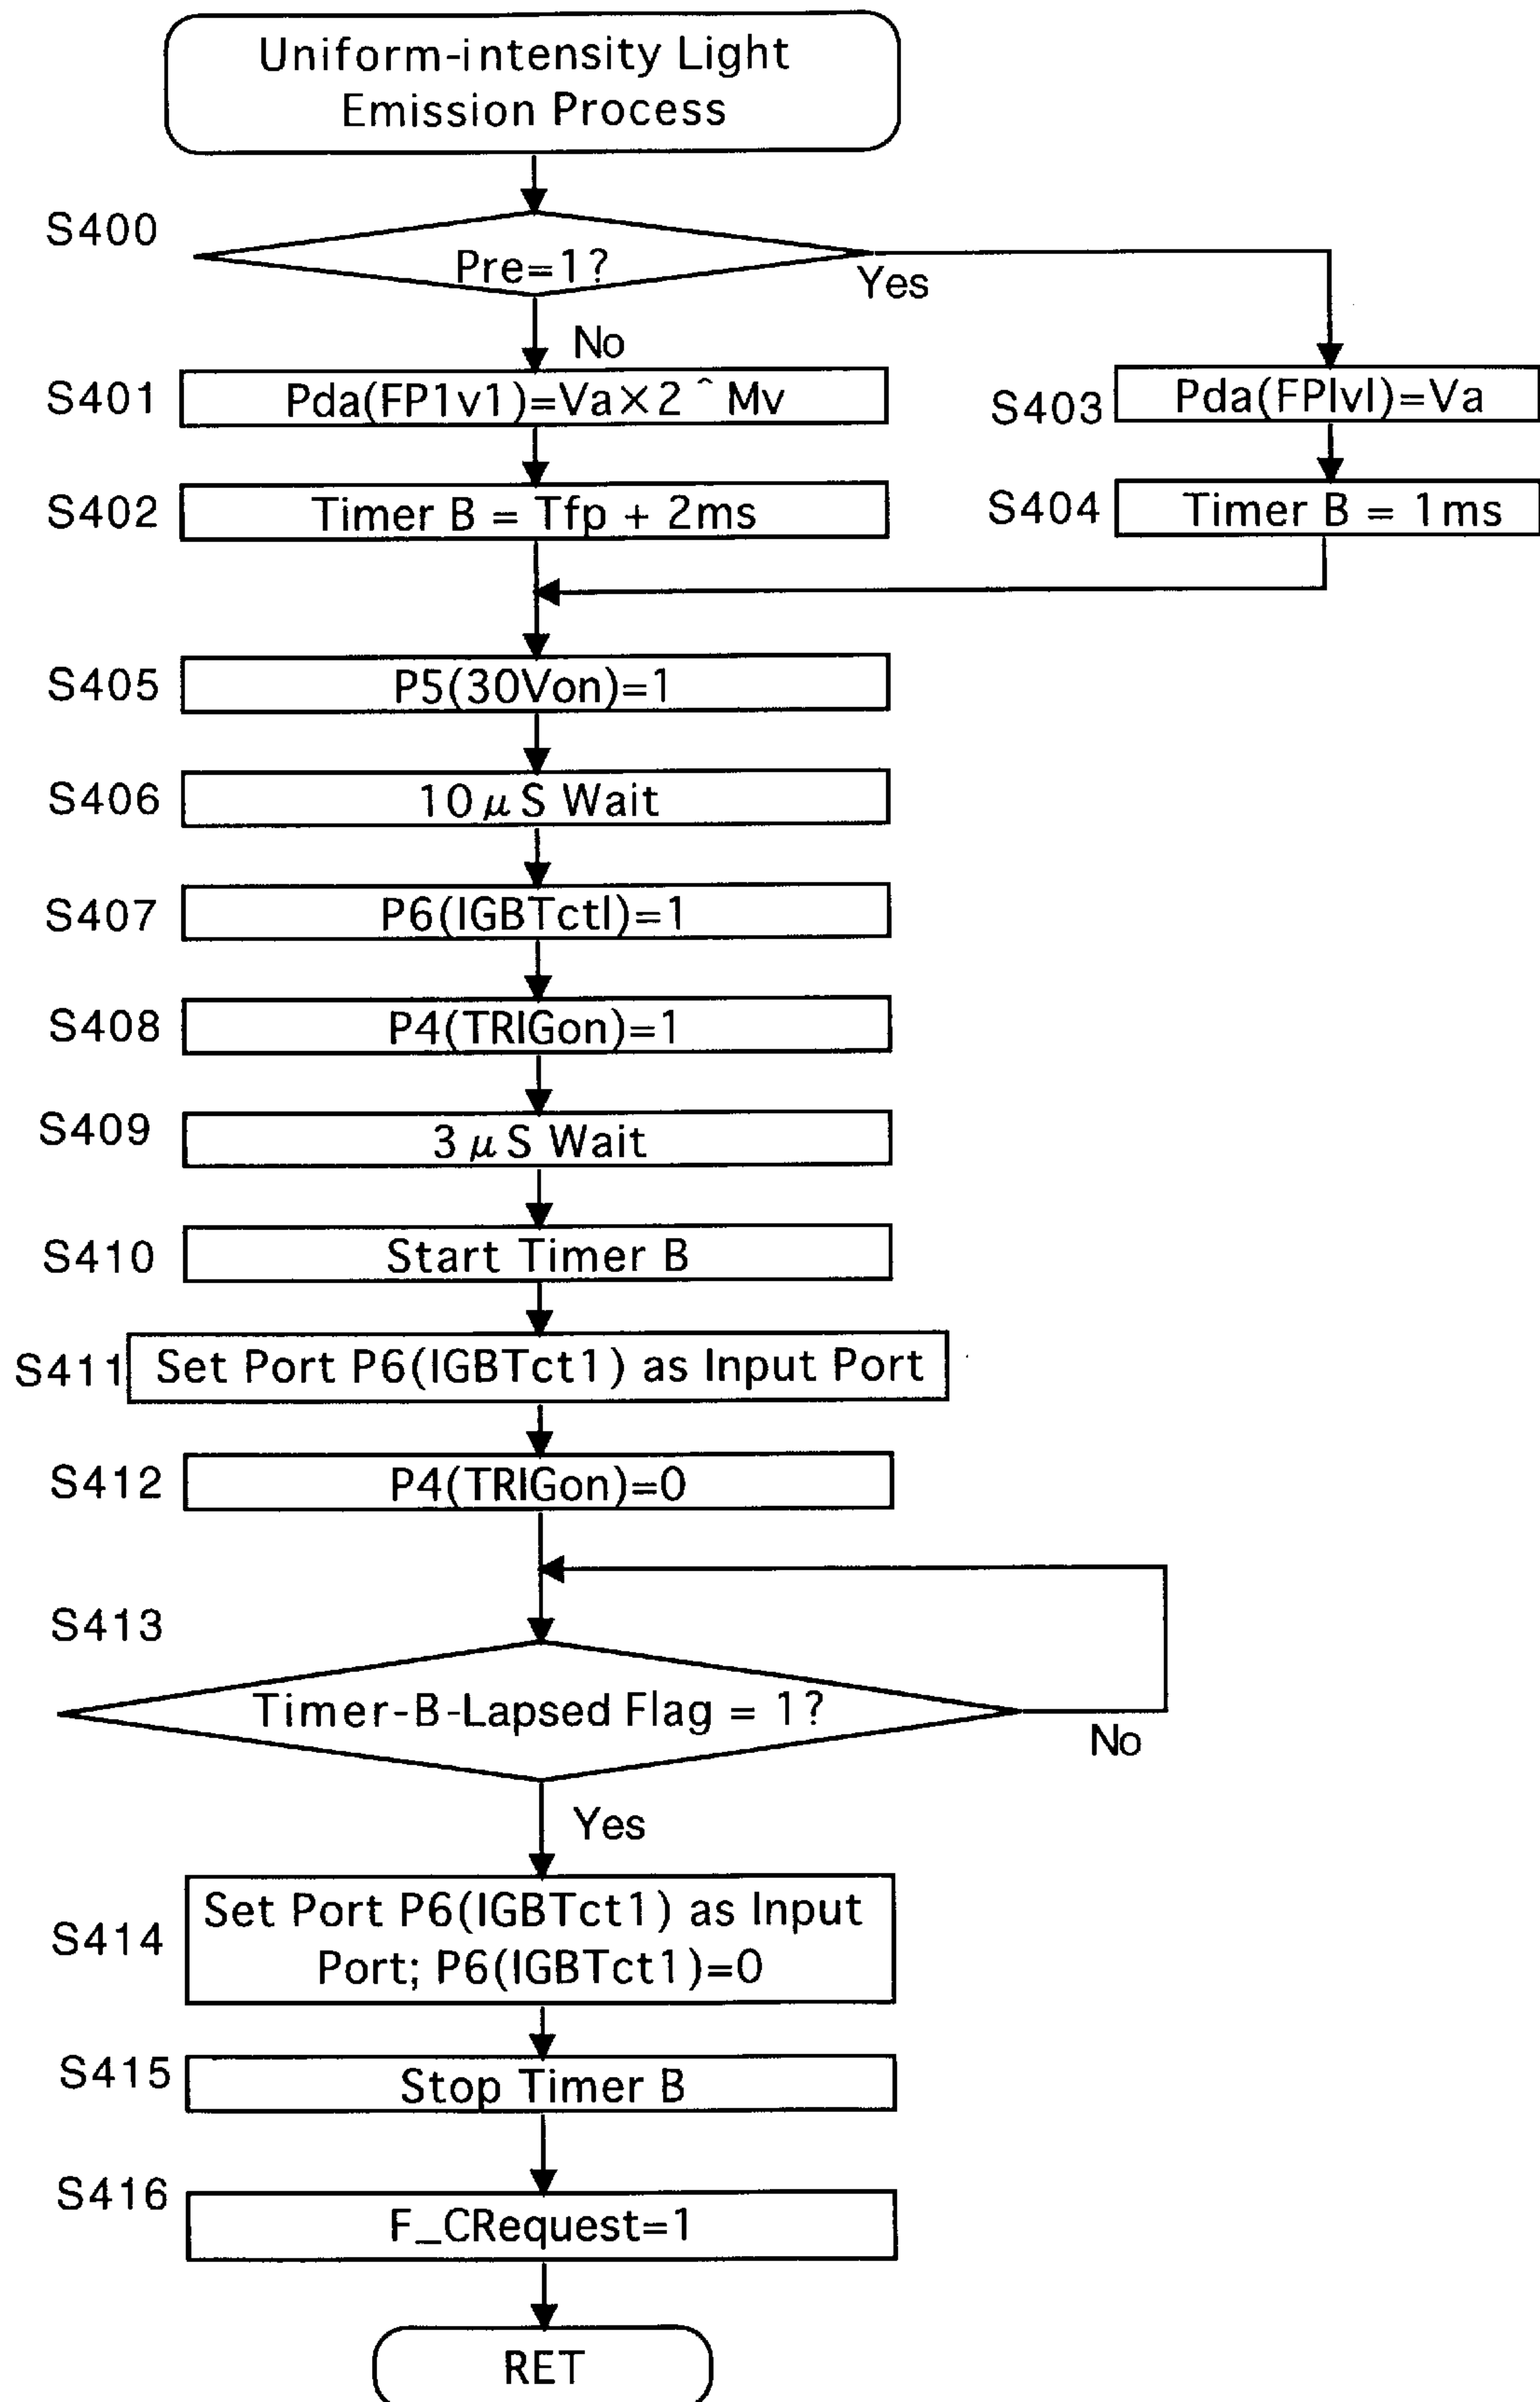 Uniform-intensity Light
Emission Process
S400
Pre=1?
Yes
No
S401
Pda(FP1v1)=Va×2^Mv
S403
Pda(FPlvl)=Va
S402
Timer B = Tfp + 2ms
S404
Timer B = 1ms
S405
P5(30Von)=1
S406
10μS Wait
S407
P6(IGBTctl)=1
S408
P4(TRIGon)=1
S409
3μS Wait
S410
Start Timer B
S411
Set Port P6(IGBTct1) as Input Port
S412
P4(TRIGon)=0
S413
Timer-B-Lapsed Flag = 1?
No
Yes
S414
Set Port P6(IGBTct1) as Input
Port; P6(IGBTct1)=0
S415
Stop Timer B
S416
F_CRequest=1
RET